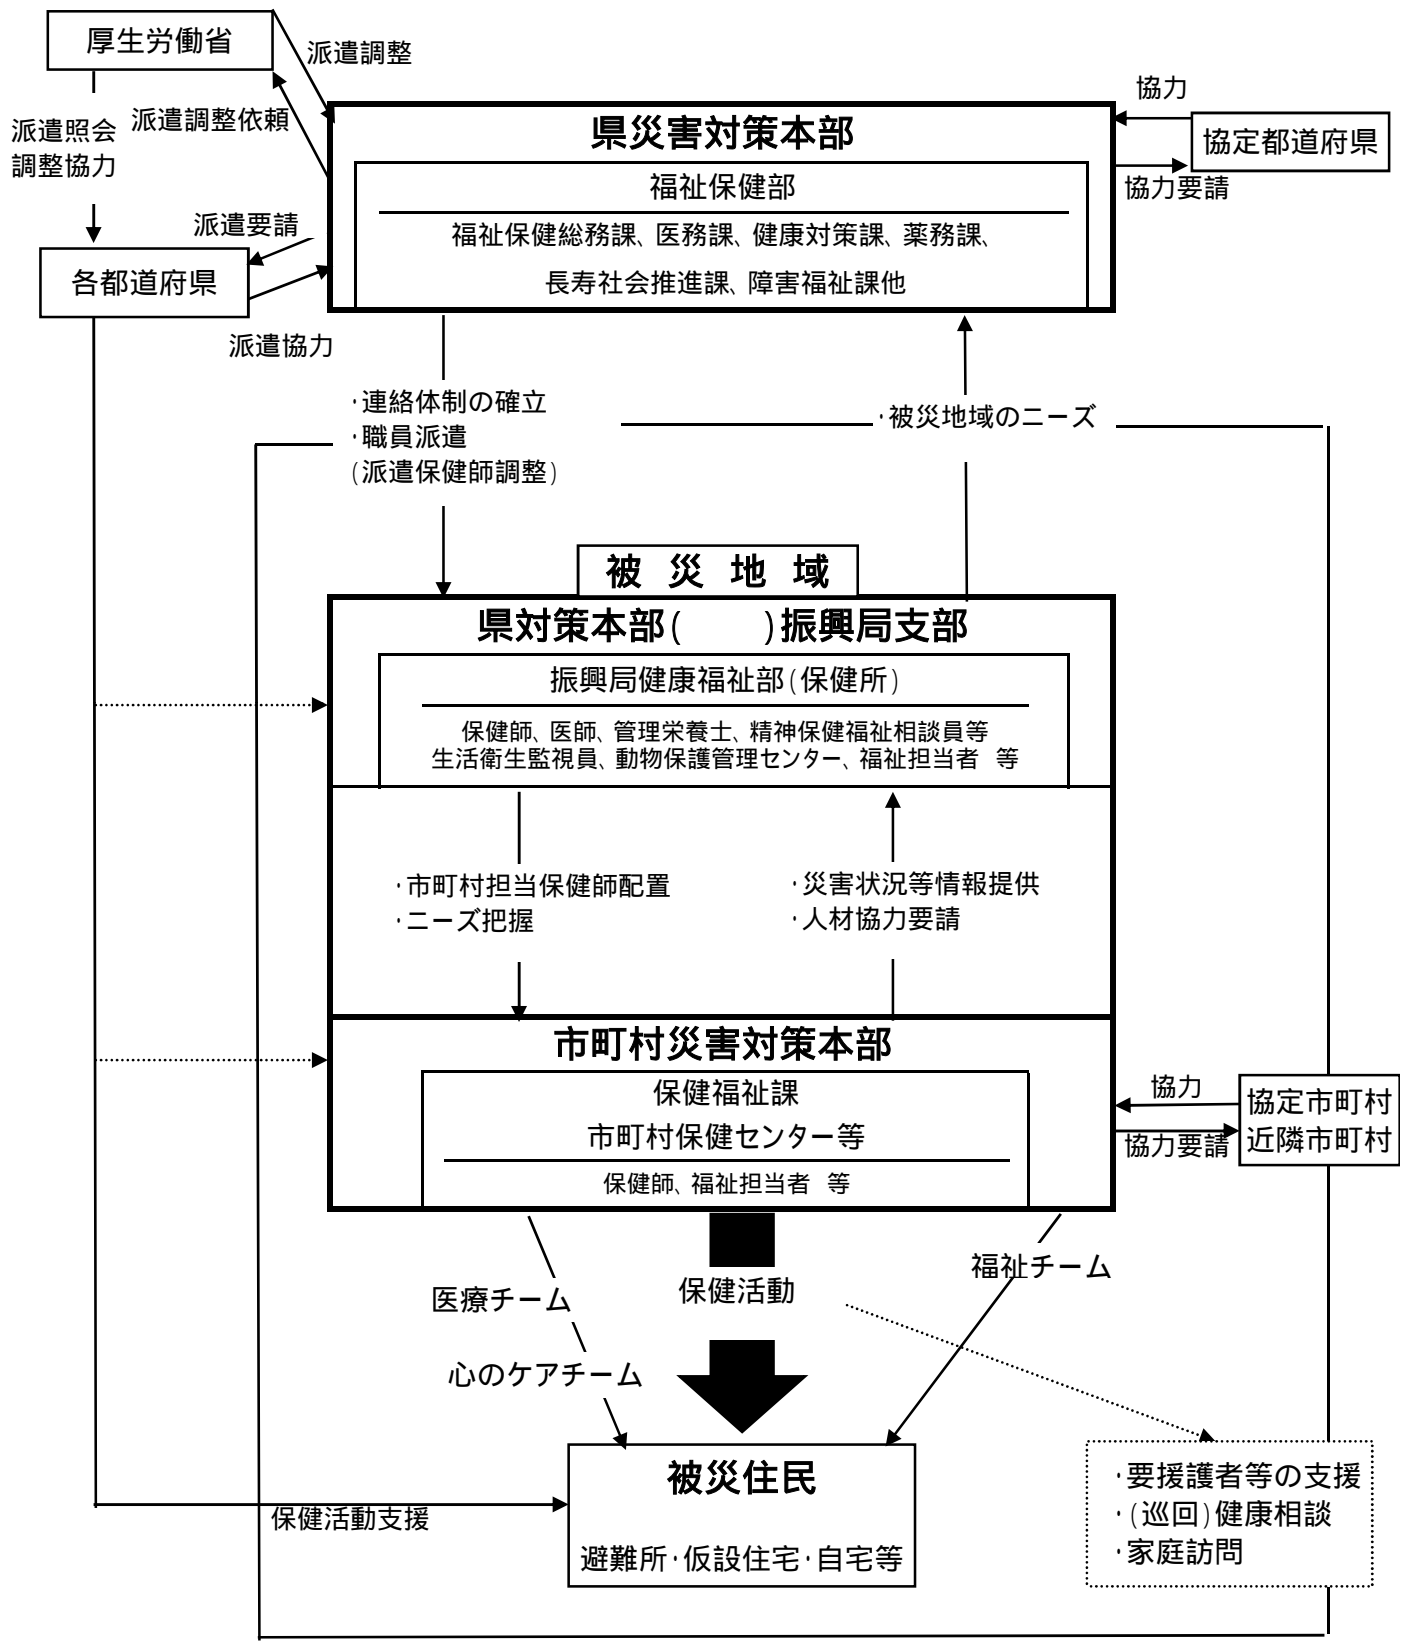 厚生労働省
派遣調整
派遣調整依頼
派遣照会
調整協力
県災害対策本部
福祉保健部
福祉保健総務課、医務課、健康対策課、薬務課、
長寿社会推進課、障害福祉課他
協力
協定都道府県
協力要請
派遣要請
各都道府県
派遣協力
・連絡体制の確立
・職員派遣
(派遣保健師調整)
・被災地域のニーズ
被 災 地 域
県対策本部(　　)振興局支部
振興局健康福祉部(保健所)
保健師、医師、管理栄養士、精神保健福祉相談員等
生活衛生監視員、動物保護管理センター、福祉担当者 等
・市町村担当保健師配置
・ニーズ把握
・災害状況等情報提供
・人材協力要請
市町村災害対策本部
保健福祉課
市町村保健センター等
保健師、福祉担当者 等
協力
協定市町村
近隣市町村
協力要請
医療チーム
心のケアチーム
保健活動
福祉チーム
被災住民
避難所・仮設住宅・自宅等
保健活動支援
・要援護者等の支援
・(巡回)健康相談
・家庭訪問